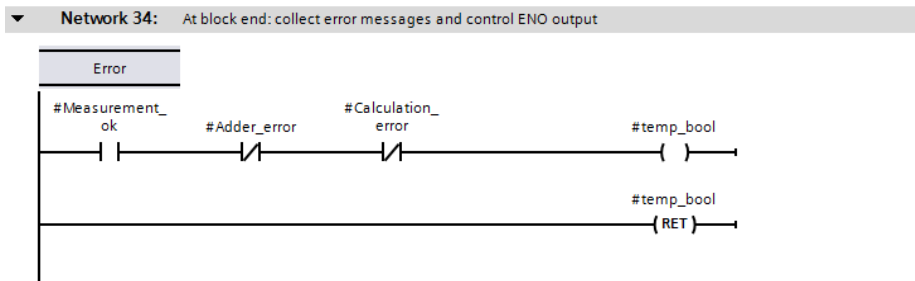 Network 34: At block end: collect error messages and control ENO output
Error
#Measurement_
ok
#Adder_error
#Calculation_
error
#temp_bool
#temp_bool
RET